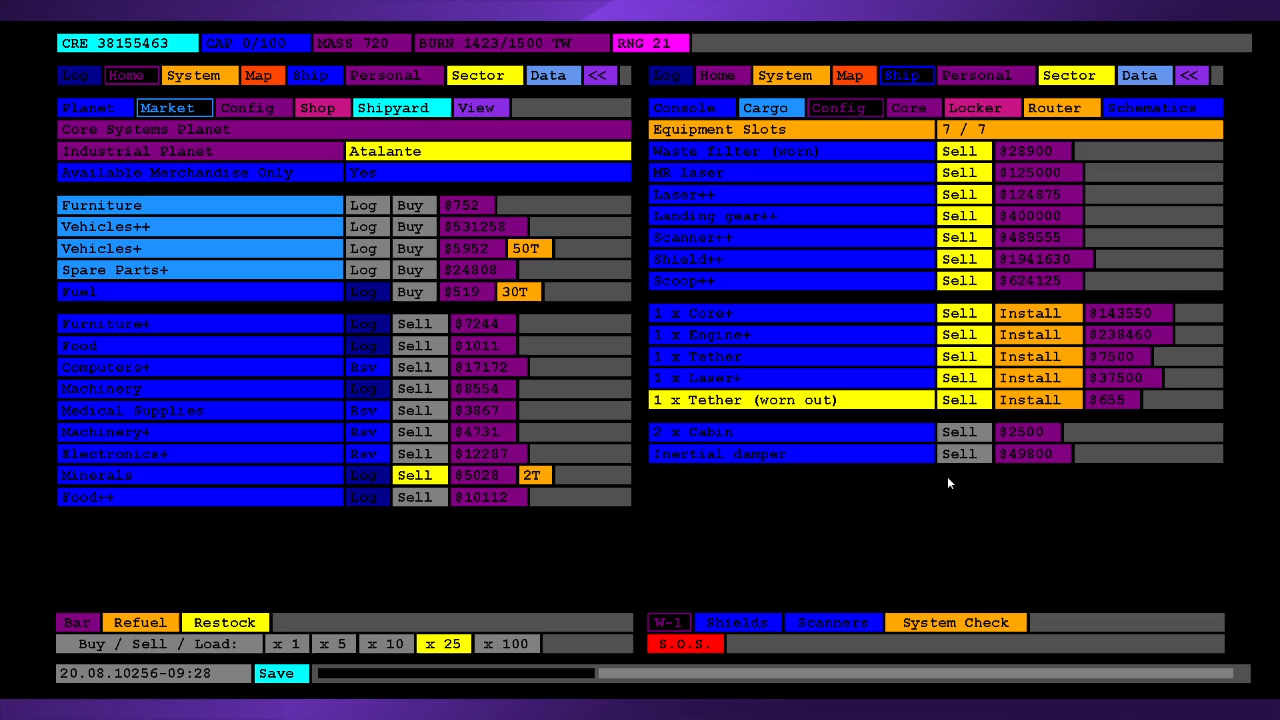 CRE 38155463 CAP 0/100 MASS 720 BURN 1423/1500 TW RNG 21
Log Home System Map Ship Personal Sector Data <<
Planet Market Config Shop Shipyard View
Core Systems Planet
Industrial Planet Atalante
Available Merchandise Only Yes
Furniture Log Buy $752
Vehicles++ Log Buy $531258
Vehicles+ Log Buy $5952 50T
Spare Parts+ Log Buy $24808
Fuel Log Buy $519 30T
Furniture+ Log Sell $7244
Food Log Sell $1011
Computers+ Rsv Sell $17172
Machinery Log Sell $8554
Medical Supplies Rsv Sell $3867
Machinery+ Rsv Sell $4731
Electronics+ Rsv Sell $12287
Minerals Log Sell $5028 2T
Food++ Log Sell $10112
Bar Refuel Restock
Buy / Sell / Load: x 1 x 5 x 10 x 25 x 100
Log Home System Map Ship Personal Sector Data <<
Console Cargo Config Core Locker Router Schematics
Equipment Slots 7 / 7
Waste filter (worn) Sell $28900
MR laser Sell $125000
Laser++ Sell $124875
Landing gear++ Sell $400000
Scanner++ Sell $489555
Shield++ Sell $1941630
Scoop++ Sell $624125
1 x Core+ Sell Install $143550
1 x Engine+ Sell Install $238460
1 x Tether Sell Install $7500
1 x Laser+ Sell Install $37500
1 x Tether (worn out) Sell Install $655
2 x Cabin Sell $2500
Inertial damper Sell $49800
W-1 Shields Scanners System Check
S.O.S.
20.08.10256-09:28 Save